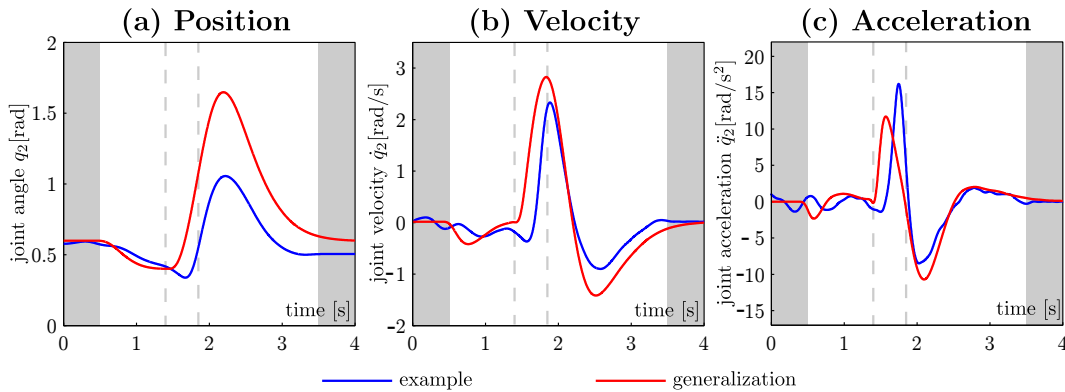 (a) Position
joint angle q₂[rad]
2
1.5
1
0.5
0
time [s]
0 1 2 3 4
(b) Velocity
joint velocity q̇₂[rad/s]
3
2
1
0
-1
-2
time [s]
0 1 2 3 4
(c) Acceleration
joint acceleration q̈₂[rad/s²]
20
15
10
5
0
-5
-10
-15
time [s]
0 1 2 3 4
example
generalization